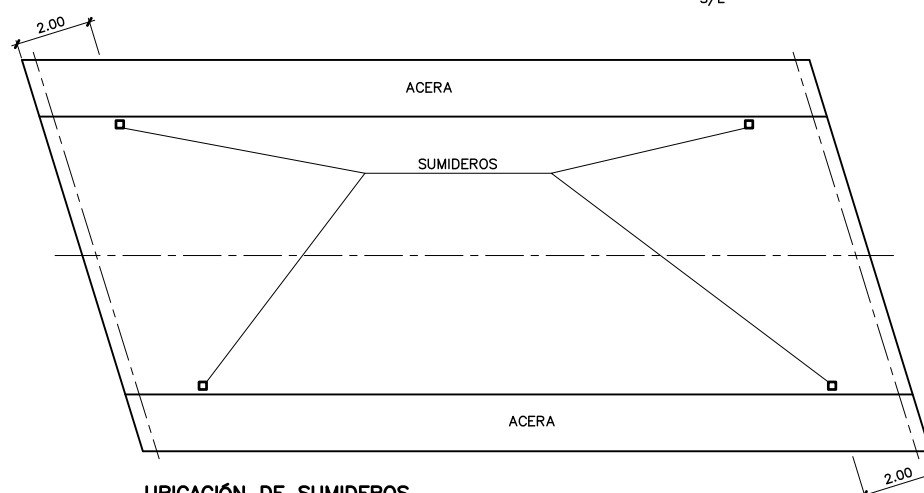 2.00
ACERA
SUMIDEROS
ACERA
2.00
UBICACIÓN DE SUMIDEROS